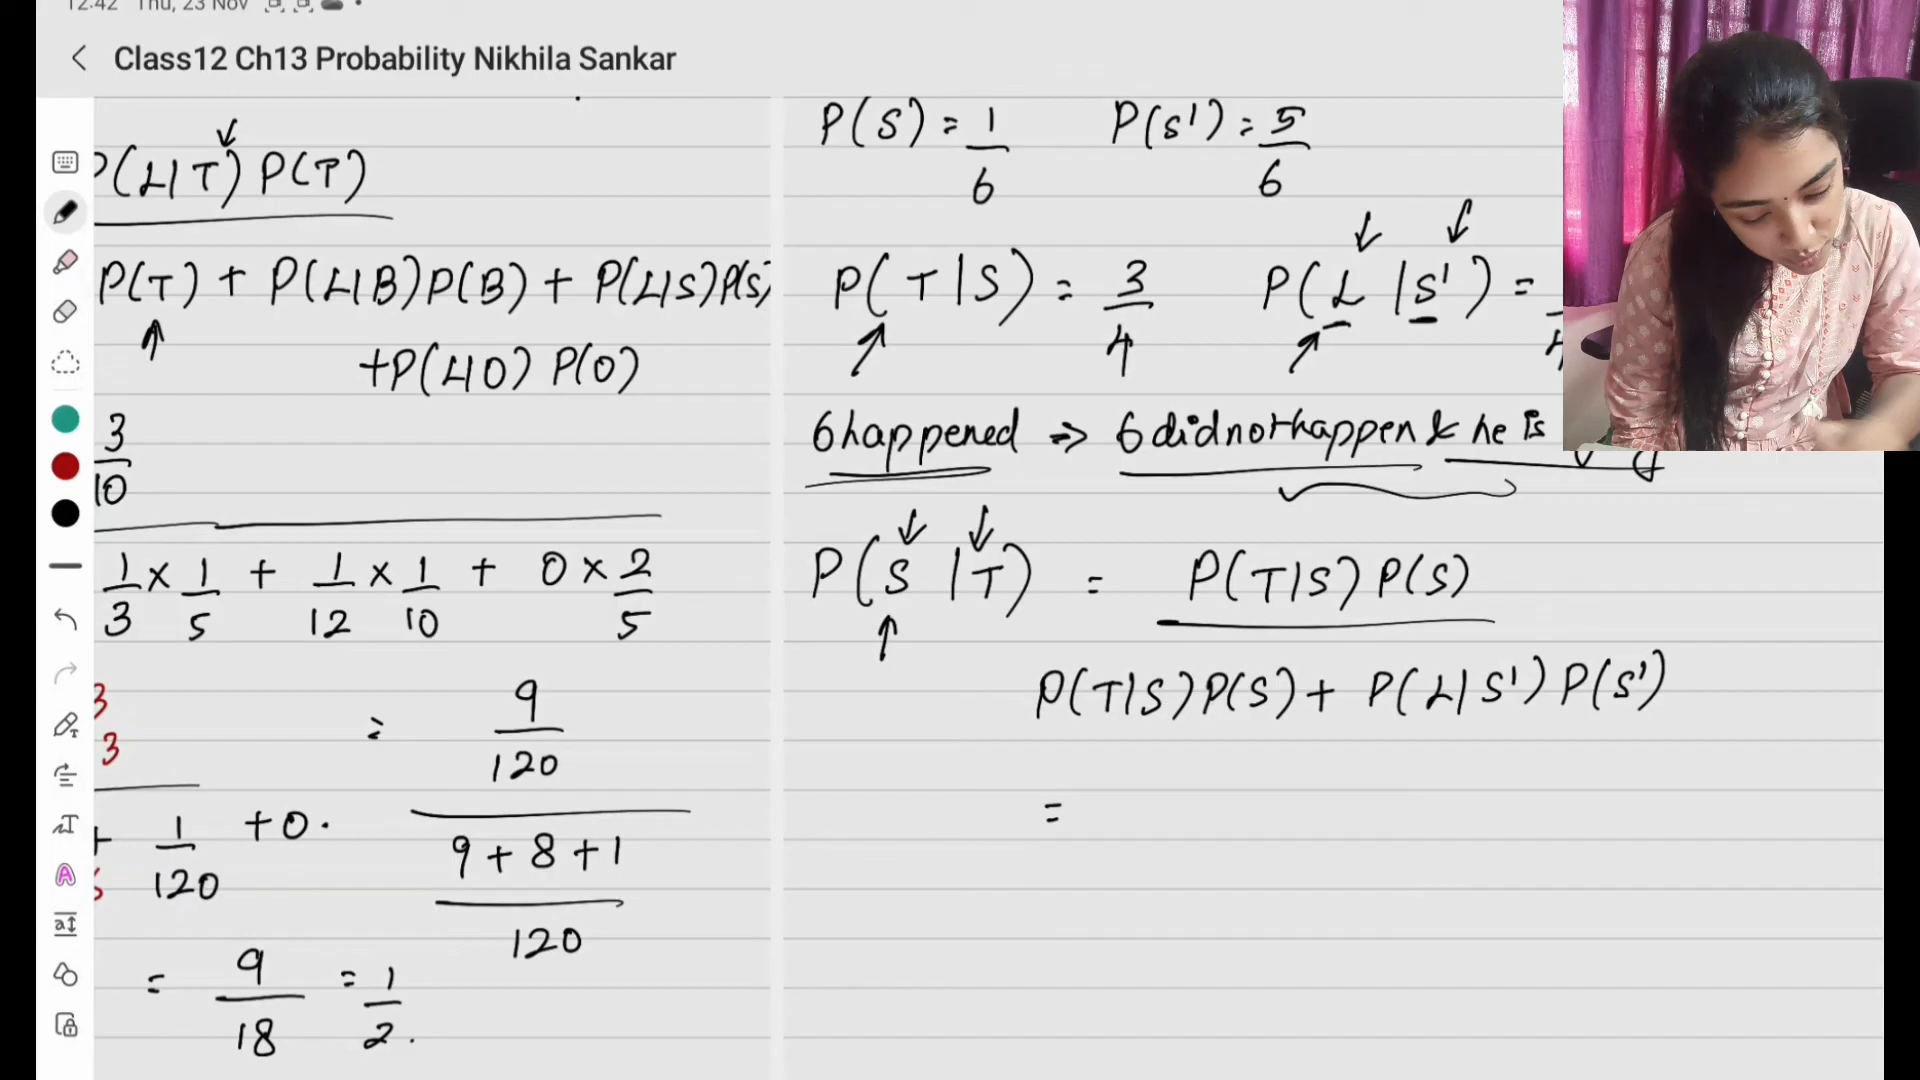 12:42 Thu, 23 Nov
Class12 Ch13 Probability Nikhila Sankar
P(L|T) P(T)
P(T) + P(L|B)P(B) + P(L|S)P(S)
+P(L|O) P(O)
3
10
1/3 × 1/5 + 1/12 × 1/10 + 0 × 2/5
3
3
+ 1/120 + 0.
= 9/120
9 + 8 + 1
120
= 9/18 = 1/2.
P(S) = 1/6 P(S') = 5/6
P(T|S) = 3/4 P(L|S') =
6 happened ⇒ 6 did not happen & he is
P(S|T) = P(T|S) P(S)
P(T|S)P(S) + P(L|S') P(S')
=